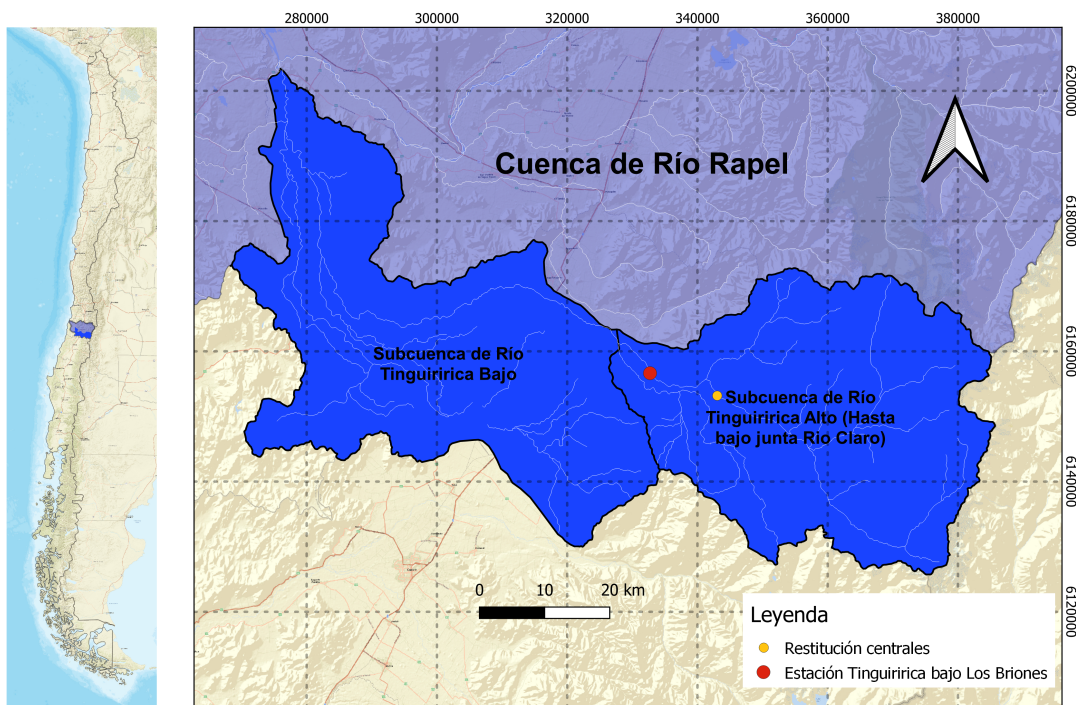 280000 300000 320000 340000 360000 380000
6200000
Cuenca de Río Rapel
6180000
6160000
Subcuenca de Río
Tinguiririca Bajo
Subcuenca de Río
Tinguiririca Alto (Hasta
bajo junta Rio Claro)
6140000
0 10 20 km
6120000
Leyenda
Restitución centrales
Estación Tinguiririca bajo Los Briones